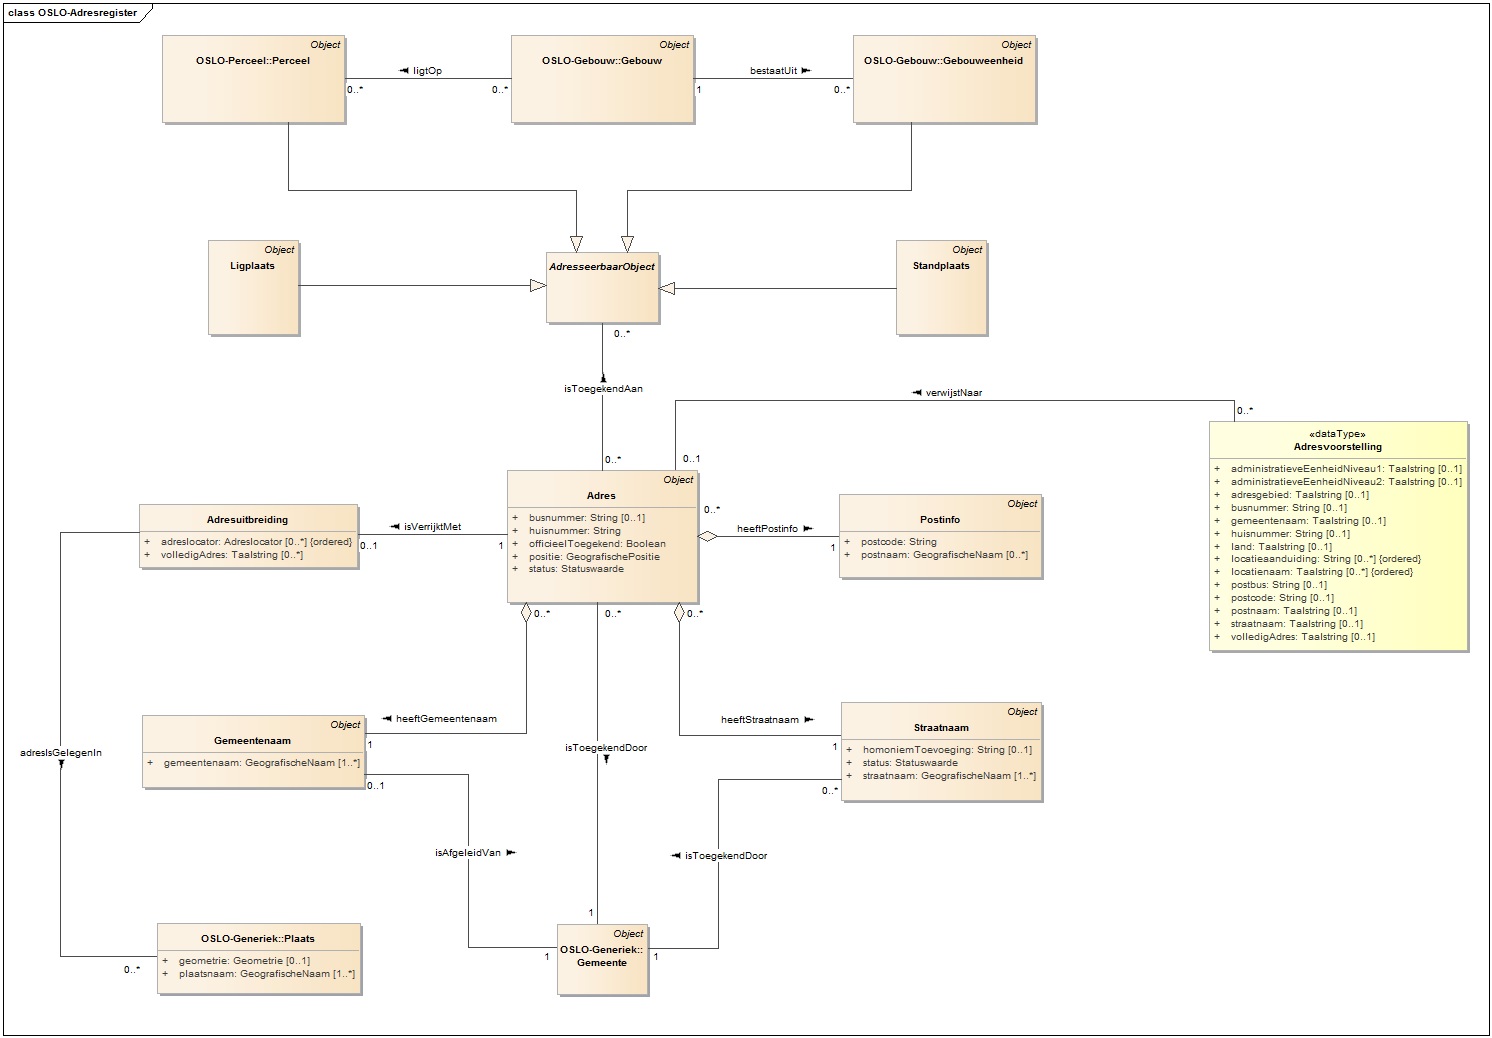 class OSLO-Adresregister
Object
OSLO-Perceel::Perceel
ligtOp
0..*
0..*
Object
OSLO-Gebouw::Gebouw
bestaatUit
1
0..*
Object
OSLO-Gebouw::Gebouweenheid
Object
Ligplaats
AdresseerbaarObject
Object
Standplaats
0..*
isToegekendAan
0..*
verwijstNaar
0..*
0..1
«dataType»
Adresvoorstelling
+ administratieveEenheidNiveau1: Taalstring [0..1]
+ administratieveEenheidNiveau2: Taalstring [0..1]
+ adresgebied: Taalstring [0..1]
+ busnummer: String [0..1]
+ gemeentenaam: Taalstring [0..1]
+ huisnummer: String [0..1]
+ land: Taalstring [0..1]
+ locatieaanduiding: String [0..*] {ordered}
+ locatienaam: Taalstring [0..*] {ordered}
+ postbus: String [0..1]
+ postcode: String [0..1]
+ postnaam: Taalstring [0..1]
+ straatnaam: Taalstring [0..1]
+ volledigAdres: Taalstring [0..1]
Adresuitbreiding
+ adreslocator: Adreslocator [0..*] {ordered}
+ volledigAdres: Taalstring [0..*]
isVerrijktMet
0..1
1
Object
Adres
+ busnummer: String [0..1]
+ huisnummer: String
+ officieelToegekend: Boolean
+ positie: GeografischePositie
+ status: Statuswaarde
0..*
heeftPostinfo
1
Object
Postinfo
+ postcode: String
+ postnaam: GeografischeNaam [0..*]
0..*
0..*
0..*
heeftGemeentenaam
1
Object
Gemeentenaam
+ gemeentenaam: GeografischeNaam [1..*]
0..1
adresIsGelegenIn
isToegekendDoor
heeftStraatnaam
1
Object
Straatnaam
+ homoniemToevoeging: String [0..1]
+ status: Statuswaarde
+ straatnaam: GeografischeNaam [1..*]
0..*
isAfgeleidVan
isToegekendDoor
1
OSLO-Generiek::Plaats
+ geometrie: Geometrie [0..1]
+ plaatsnaam: GeografischeNaam [1..*]
0..*
Object
OSLO-Generiek::
Gemeente
1
1